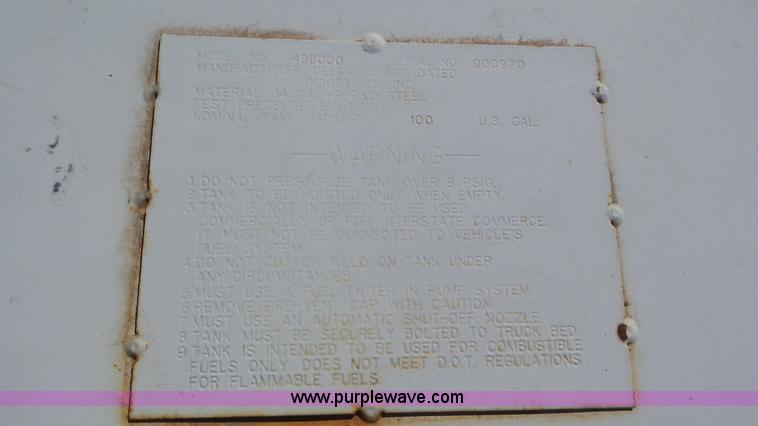 MODEL NO. 498000 SERIAL NO. 000970
MANUFACTURER DELTA CONSOLIDATED
INDUSTRIES INC.
MATERIAL 14 GA. STEEL
TEST PRESSURE PSIG
NOMINAL TANK CAPACITY 100 U.S. GAL.
WARNING
1. DO NOT PRESSURIZE TANK OVER 8 PSIG.
2. TANK TO BE HOISTED ONLY WHEN EMPTY.
3. TANK IS NOT INTENDED TO BE USED
COMMERCIALLY OR FOR INTERSTATE COMMERCE.
IT MUST NOT BE CONNECTED TO VEHICLE'S
FUEL SYSTEM.
4. DO NOT CUT OR WELD ON TANK UNDER
ANY CIRCUMSTANCES.
5. MUST USE A FUEL FILTER IN PUMP SYSTEM.
6. REMOVE CAP WITH CAUTION.
7. MUST USE AN AUTOMATIC SHUT-OFF NOZZLE.
8. TANK MUST BE SECURELY BOLTED TO TRUCK BED.
9. TANK IS INTENDED TO BE USED FOR COMBUSTIBLE
FUELS ONLY. DOES NOT MEET D.O.T. REGULATIONS
FOR FLAMMABLE FUELS.
www.purplewave.com